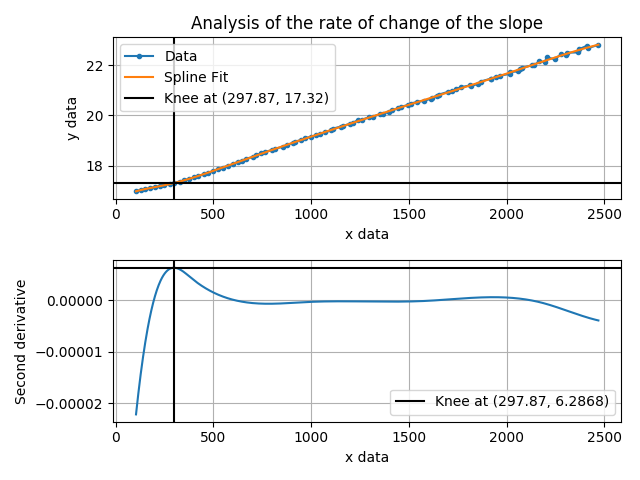 Analysis of the rate of change of the slope
Data
Spline Fit
Knee at (297.87, 17.32)
y data
22
20
18
0 500 1000 1500 2000 2500
x data
Second derivative
0.00000
−0.00001
−0.00002
Knee at (297.87, 6.2868)
0 500 1000 1500 2000 2500
x data